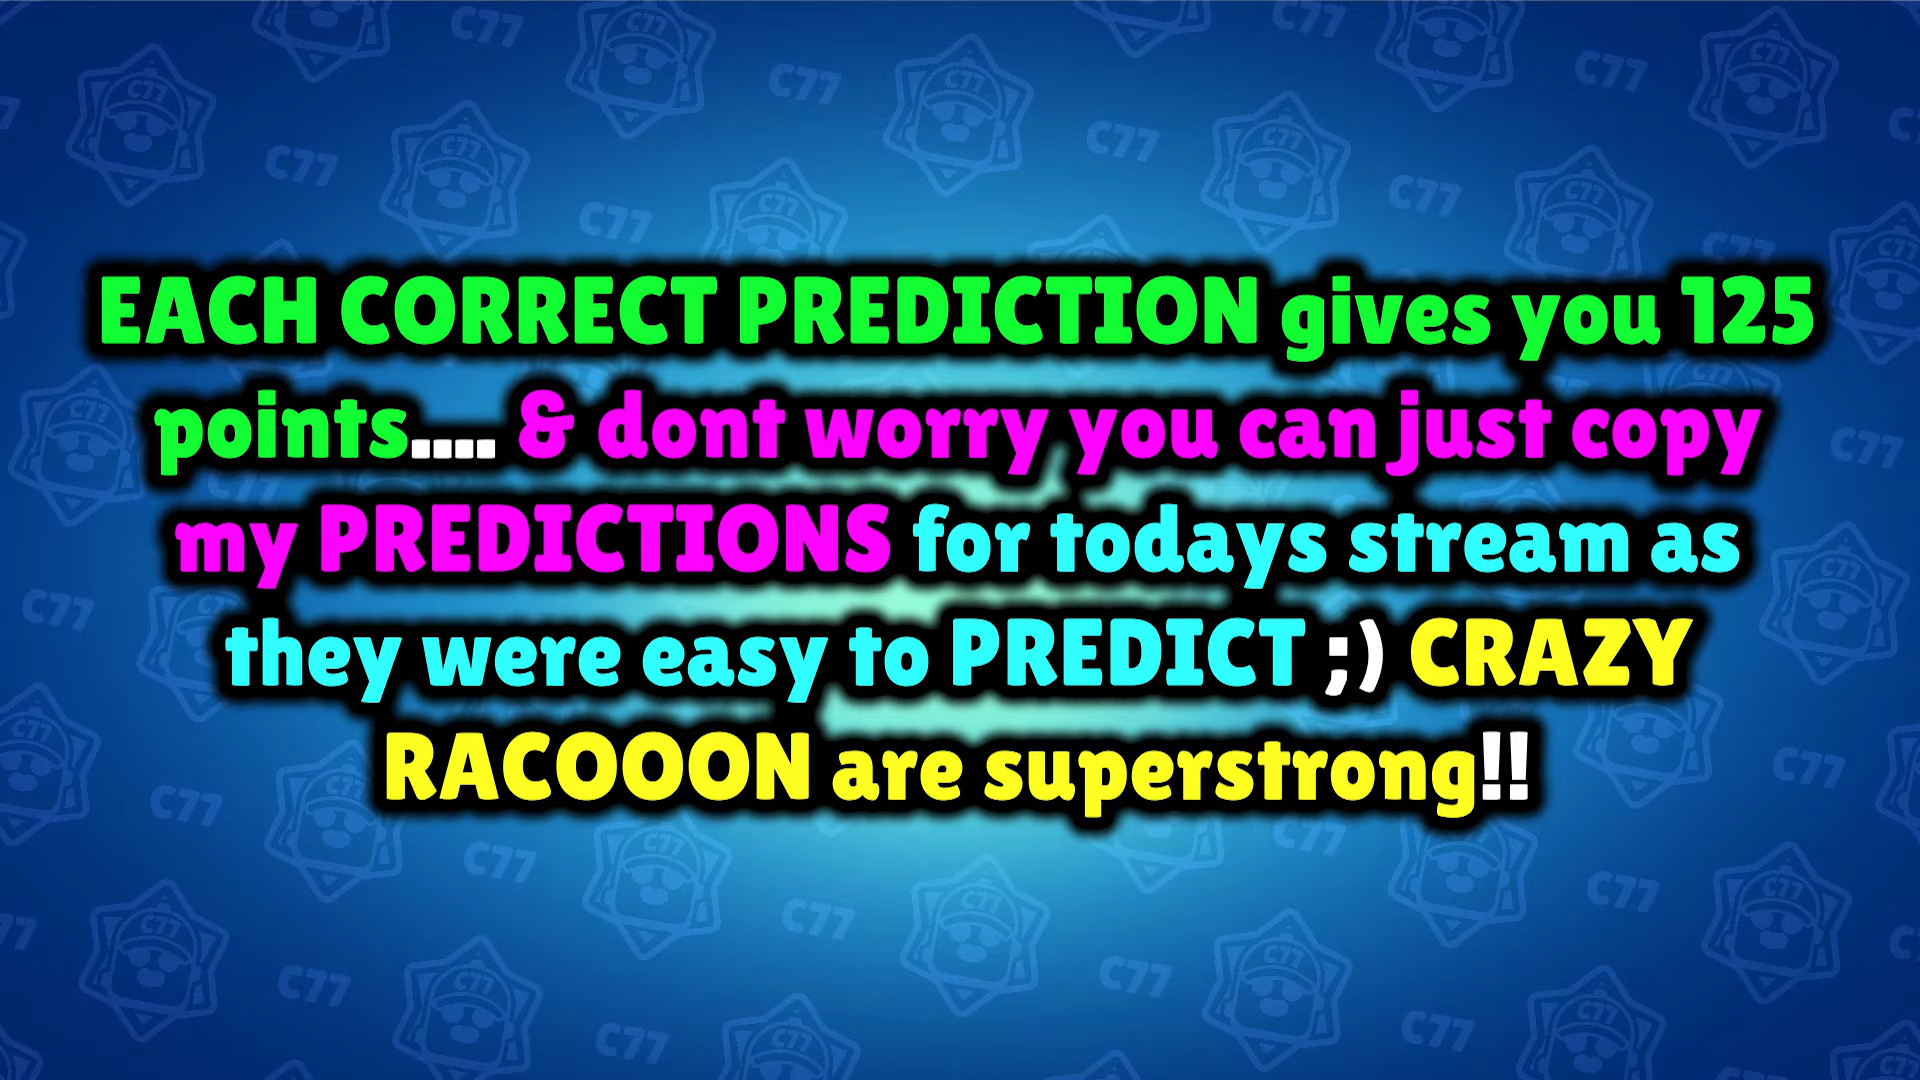 EACH CORRECT PREDICTION gives you 125
points.... & dont worry you can just copy
my PREDICTIONS for todays stream as
they were easy to PREDICT ;) CRAZY
RACOOON are superstrong!!
C77